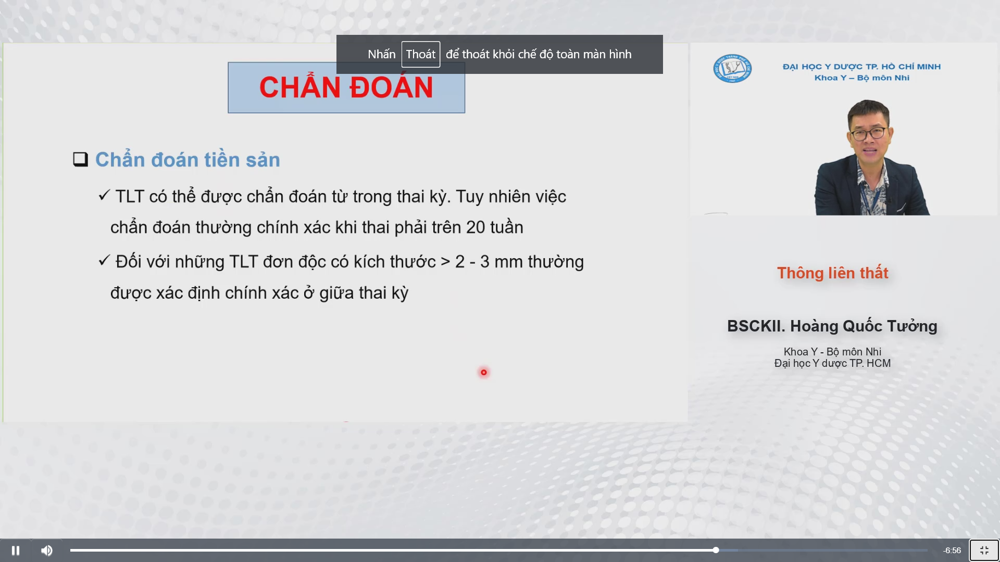 Nhấn Thoát để thoát khỏi chế độ toàn màn hình
CHẨN ĐOÁN
Chẩn đoán tiền sản
✓ TLT có thể được chẩn đoán từ trong thai kỳ. Tuy nhiên việc
chẩn đoán thường chính xác khi thai phải trên 20 tuần
✓ Đối với những TLT đơn độc có kích thước > 2 - 3 mm thường
được xác định chính xác ở giữa thai kỳ
ĐẠI HỌC Y DƯỢC TP. HỒ CHÍ MINH
Khoa Y – Bộ môn Nhi
Thông liên thất
BSCKII. Hoàng Quốc Tưởng
Khoa Y - Bộ môn Nhi
Đại học Y dược TP. HCM
-6:56